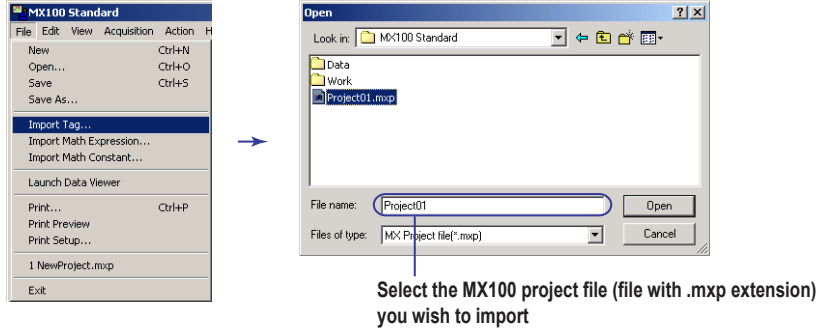 MX100 Standard
File Edit View Acquisition Action H
New Ctrl+N
Open... Ctrl+O
Save Ctrl+S
Save As...
Import Tag...
Import Math Expression...
Import Math Constant...
Launch Data Viewer
Print... Ctrl+P
Print Preview
Print Setup...
1 NewProject.mxp
Exit
Open
Look in: MX100 Standard
Data
Work
Project01.mxp
File name: Project01 Open
Files of type: MX Project file(*.mxp) Cancel
Select the MX100 project file (file with .mxp extension)
you wish to import